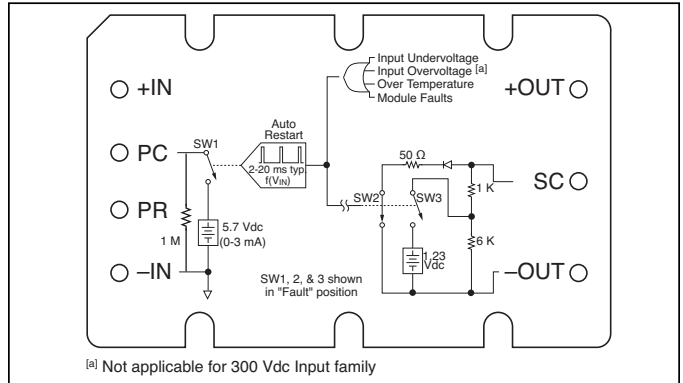 Input Undervoltage
Input Overvoltage [a]
Over Temperature
Module Faults
+IN
+OUT
Auto
Restart
PC
SW1
2-20 ms typ.
f(VIN)
50 Ω
SC
1 K
SW2
SW3
PR
5.7 Vdc
(0-3 mA)
1 M
6 K
1.23
Vdc
–IN
–OUT
SW1, 2, & 3 shown
in "Fault" position
[a] Not applicable for 300 Vdc Input family